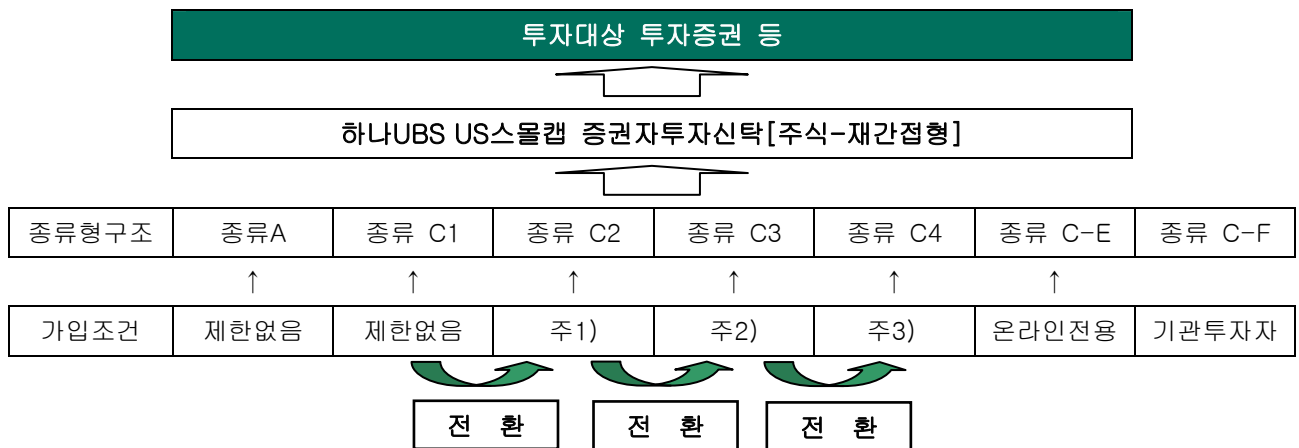 투자대상 투자증권 등
하나UBS US스몰캡 증권자투자신탁[주식-재간접형]
종류형구조 종류A 종류 C1 종류 C2 종류 C3 종류 C4 종류 C-E 종류 C-F
↑ ↑ ↑ ↑ ↑ ↑
가입조건 제한없음 제한없음 주1) 주2) 주3) 온라인전용 기관투자자
전 환 전 환 전 환